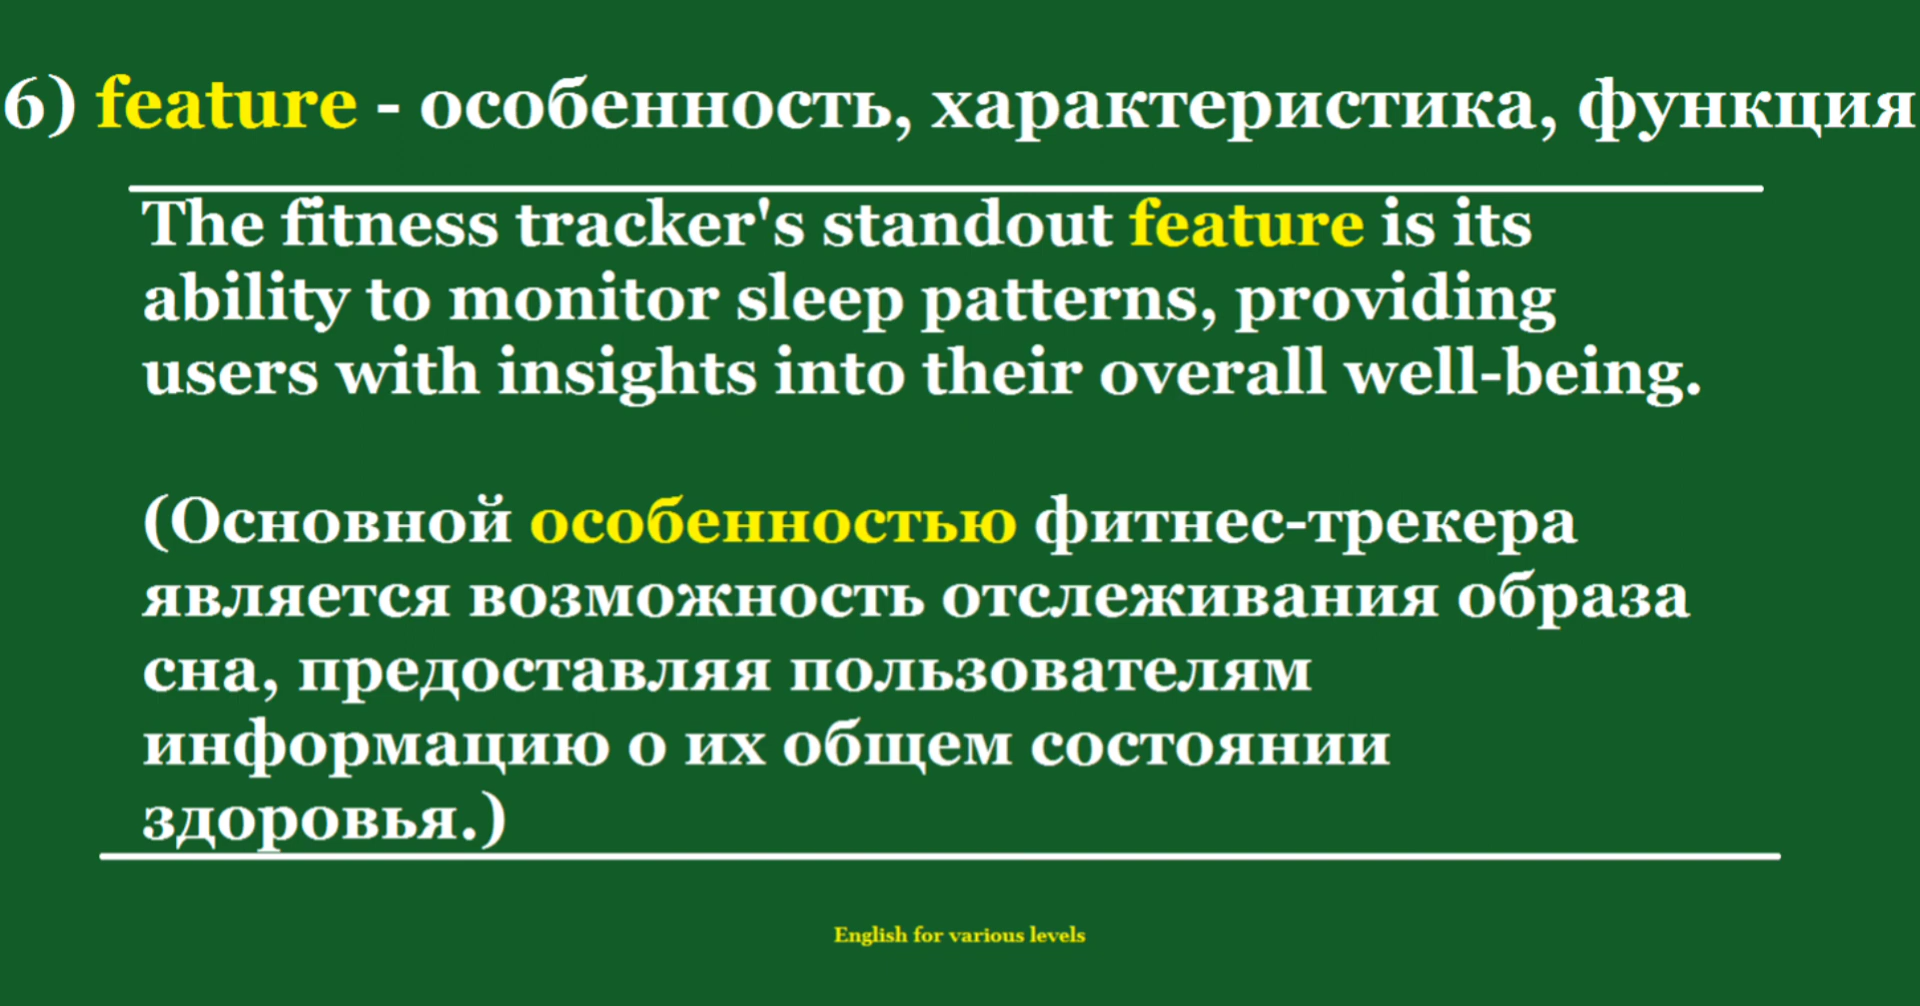 6) feature - особенность, характеристика, функция
The fitness tracker's standout feature is its
ability to monitor sleep patterns, providing
users with insights into their overall well-being.
(Основной особенностью фитнес-трекера
является возможность отслеживания образа
сна, предоставляя пользователям
информацию о их общем состоянии
здоровья.)
English for various levels